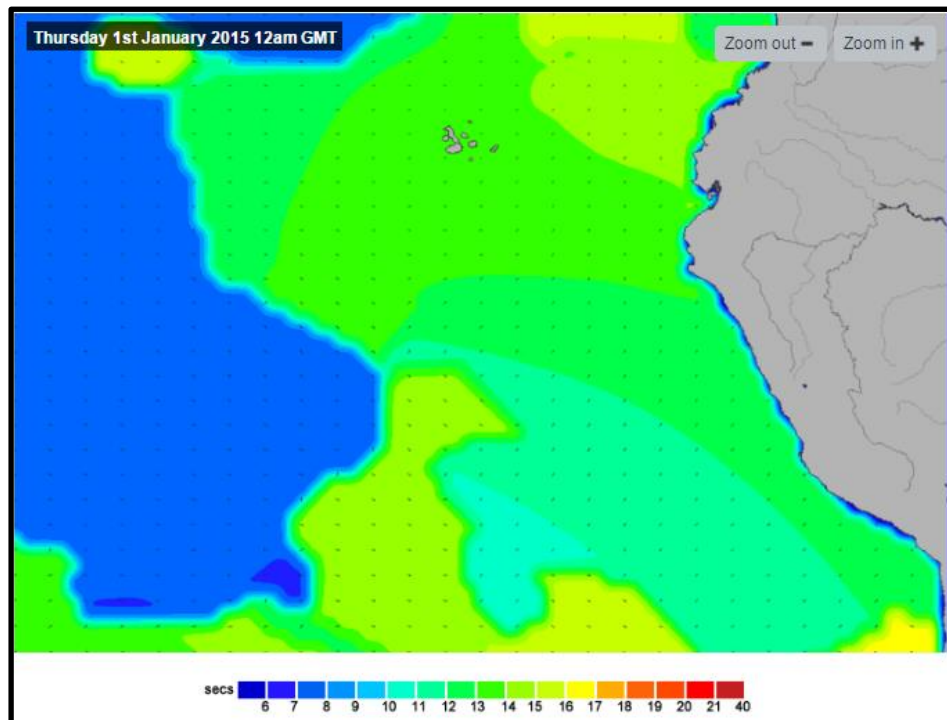 Thursday 1st January 2015 12am GMT
Zoom out −
Zoom in +
secs 6 7 8 9 10 11 12 13 14 15 16 17 18 19 20 21 40